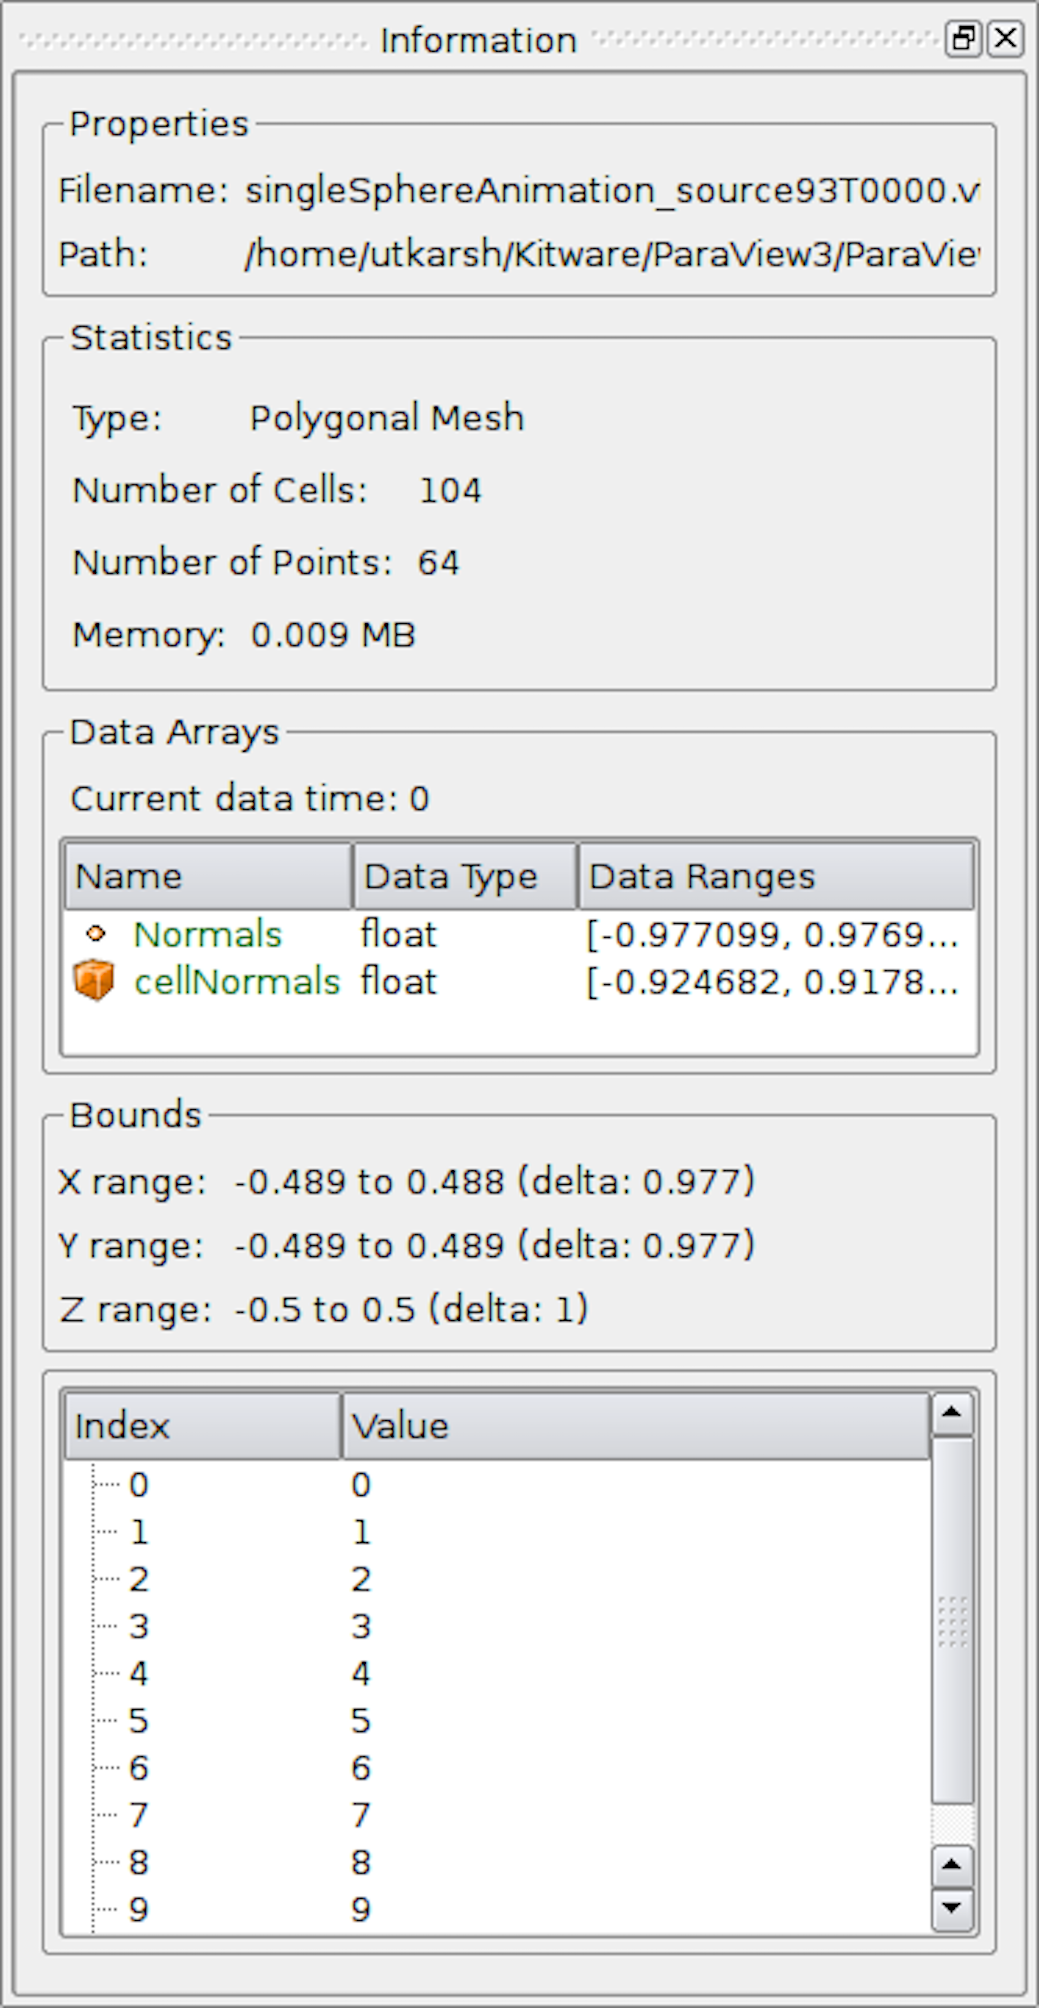 Information
Properties
Filename: singleSphereAnimation_source93T0000.v
Path: /home/utkarsh/Kitware/ParaView3/ParaVie
Statistics
Type: Polygonal Mesh
Number of Cells: 104
Number of Points: 64
Memory: 0.009 MB
Data Arrays
Current data time: 0
Name Data Type Data Ranges
Normals float [-0.977099, 0.9769...
cellNormals float [-0.924682, 0.9178...
Bounds
X range: -0.489 to 0.488 (delta: 0.977)
Y range: -0.489 to 0.489 (delta: 0.977)
Z range: -0.5 to 0.5 (delta: 1)
Index Value
0 0
1 1
2 2
3 3
4 4
5 5
6 6
7 7
8 8
9 9